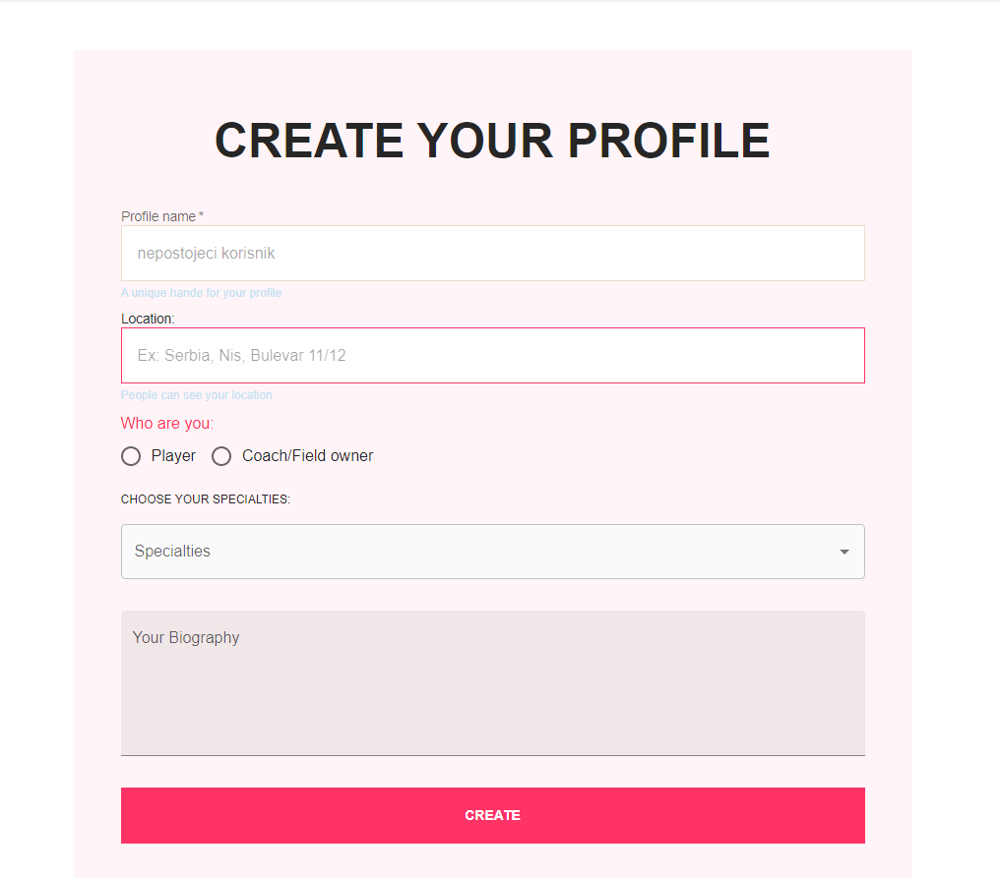 CREATE YOUR PROFILE
Profile name *
nepostojeci korisnik
A unique hande for your profile
Location:
Ex: Serbia, Nis, Bulevar 11/12
People can see your location
Who are you:
Player Coach/Field owner
CHOOSE YOUR SPECIALTIES:
Specialties
Your Biography
CREATE